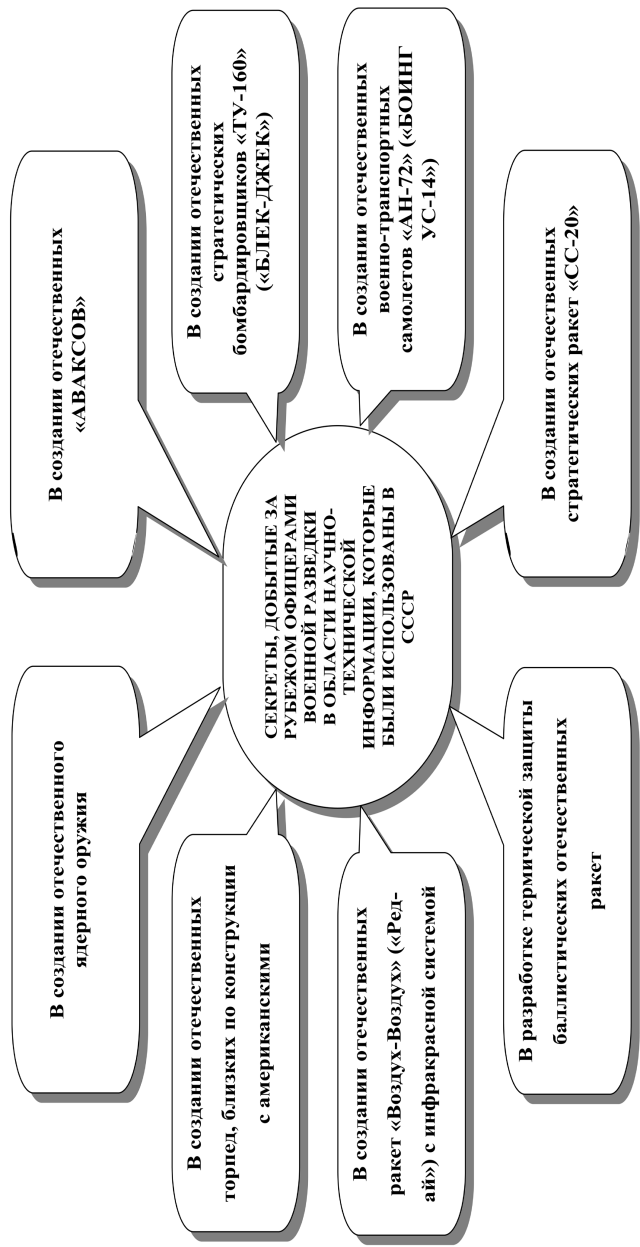 В создании отечественного
ядерного оружия
В создании отечественных
«АВАКСОВ»
В создании отечественных
торпед, близких по конструкции
с американскими
В создании отечественных
стратегических
бомбардировщиков «ТУ-160»
(«БЛЕК-ДЖЕК»)
СЕКРЕТЫ, ДОБЫТЫЕ ЗА
РУБЕЖОМ ОФИЦЕРАМИ
ВОЕННОЙ РАЗВЕДКИ
В ОБЛАСТИ НАУЧНО-
ТЕХНИЧЕСКОЙ
ИНФОРМАЦИИ, КОТОРЫЕ
БЫЛИ ИСПОЛЬЗОВАНЫ В
СССР
В создании отечественных
ракет «Воздух-Воздух» («Ред-
ай») с инфракрасной системой
В создании отечественных
военно-транспортных
самолетов «АН-72» («БОИНГ
УС-14»)
В разработке термической защиты
баллистических отечественных
ракет
В создании отечественных
стратегических ракет «СС-20»